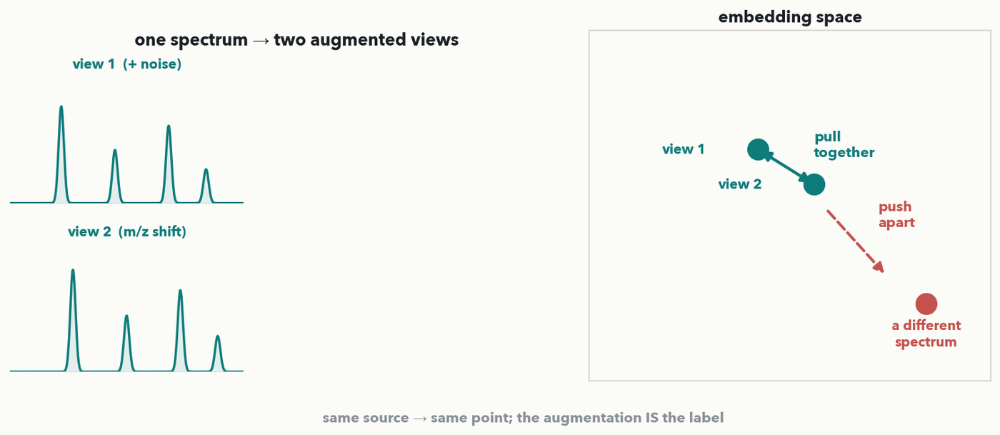 one spectrum → two augmented views
view 1 (+ noise)
view 2 (m/z shift)
embedding space
view 1
pull
together
view 2
push
apart
a different
spectrum
same source → same point; the augmentation IS the label